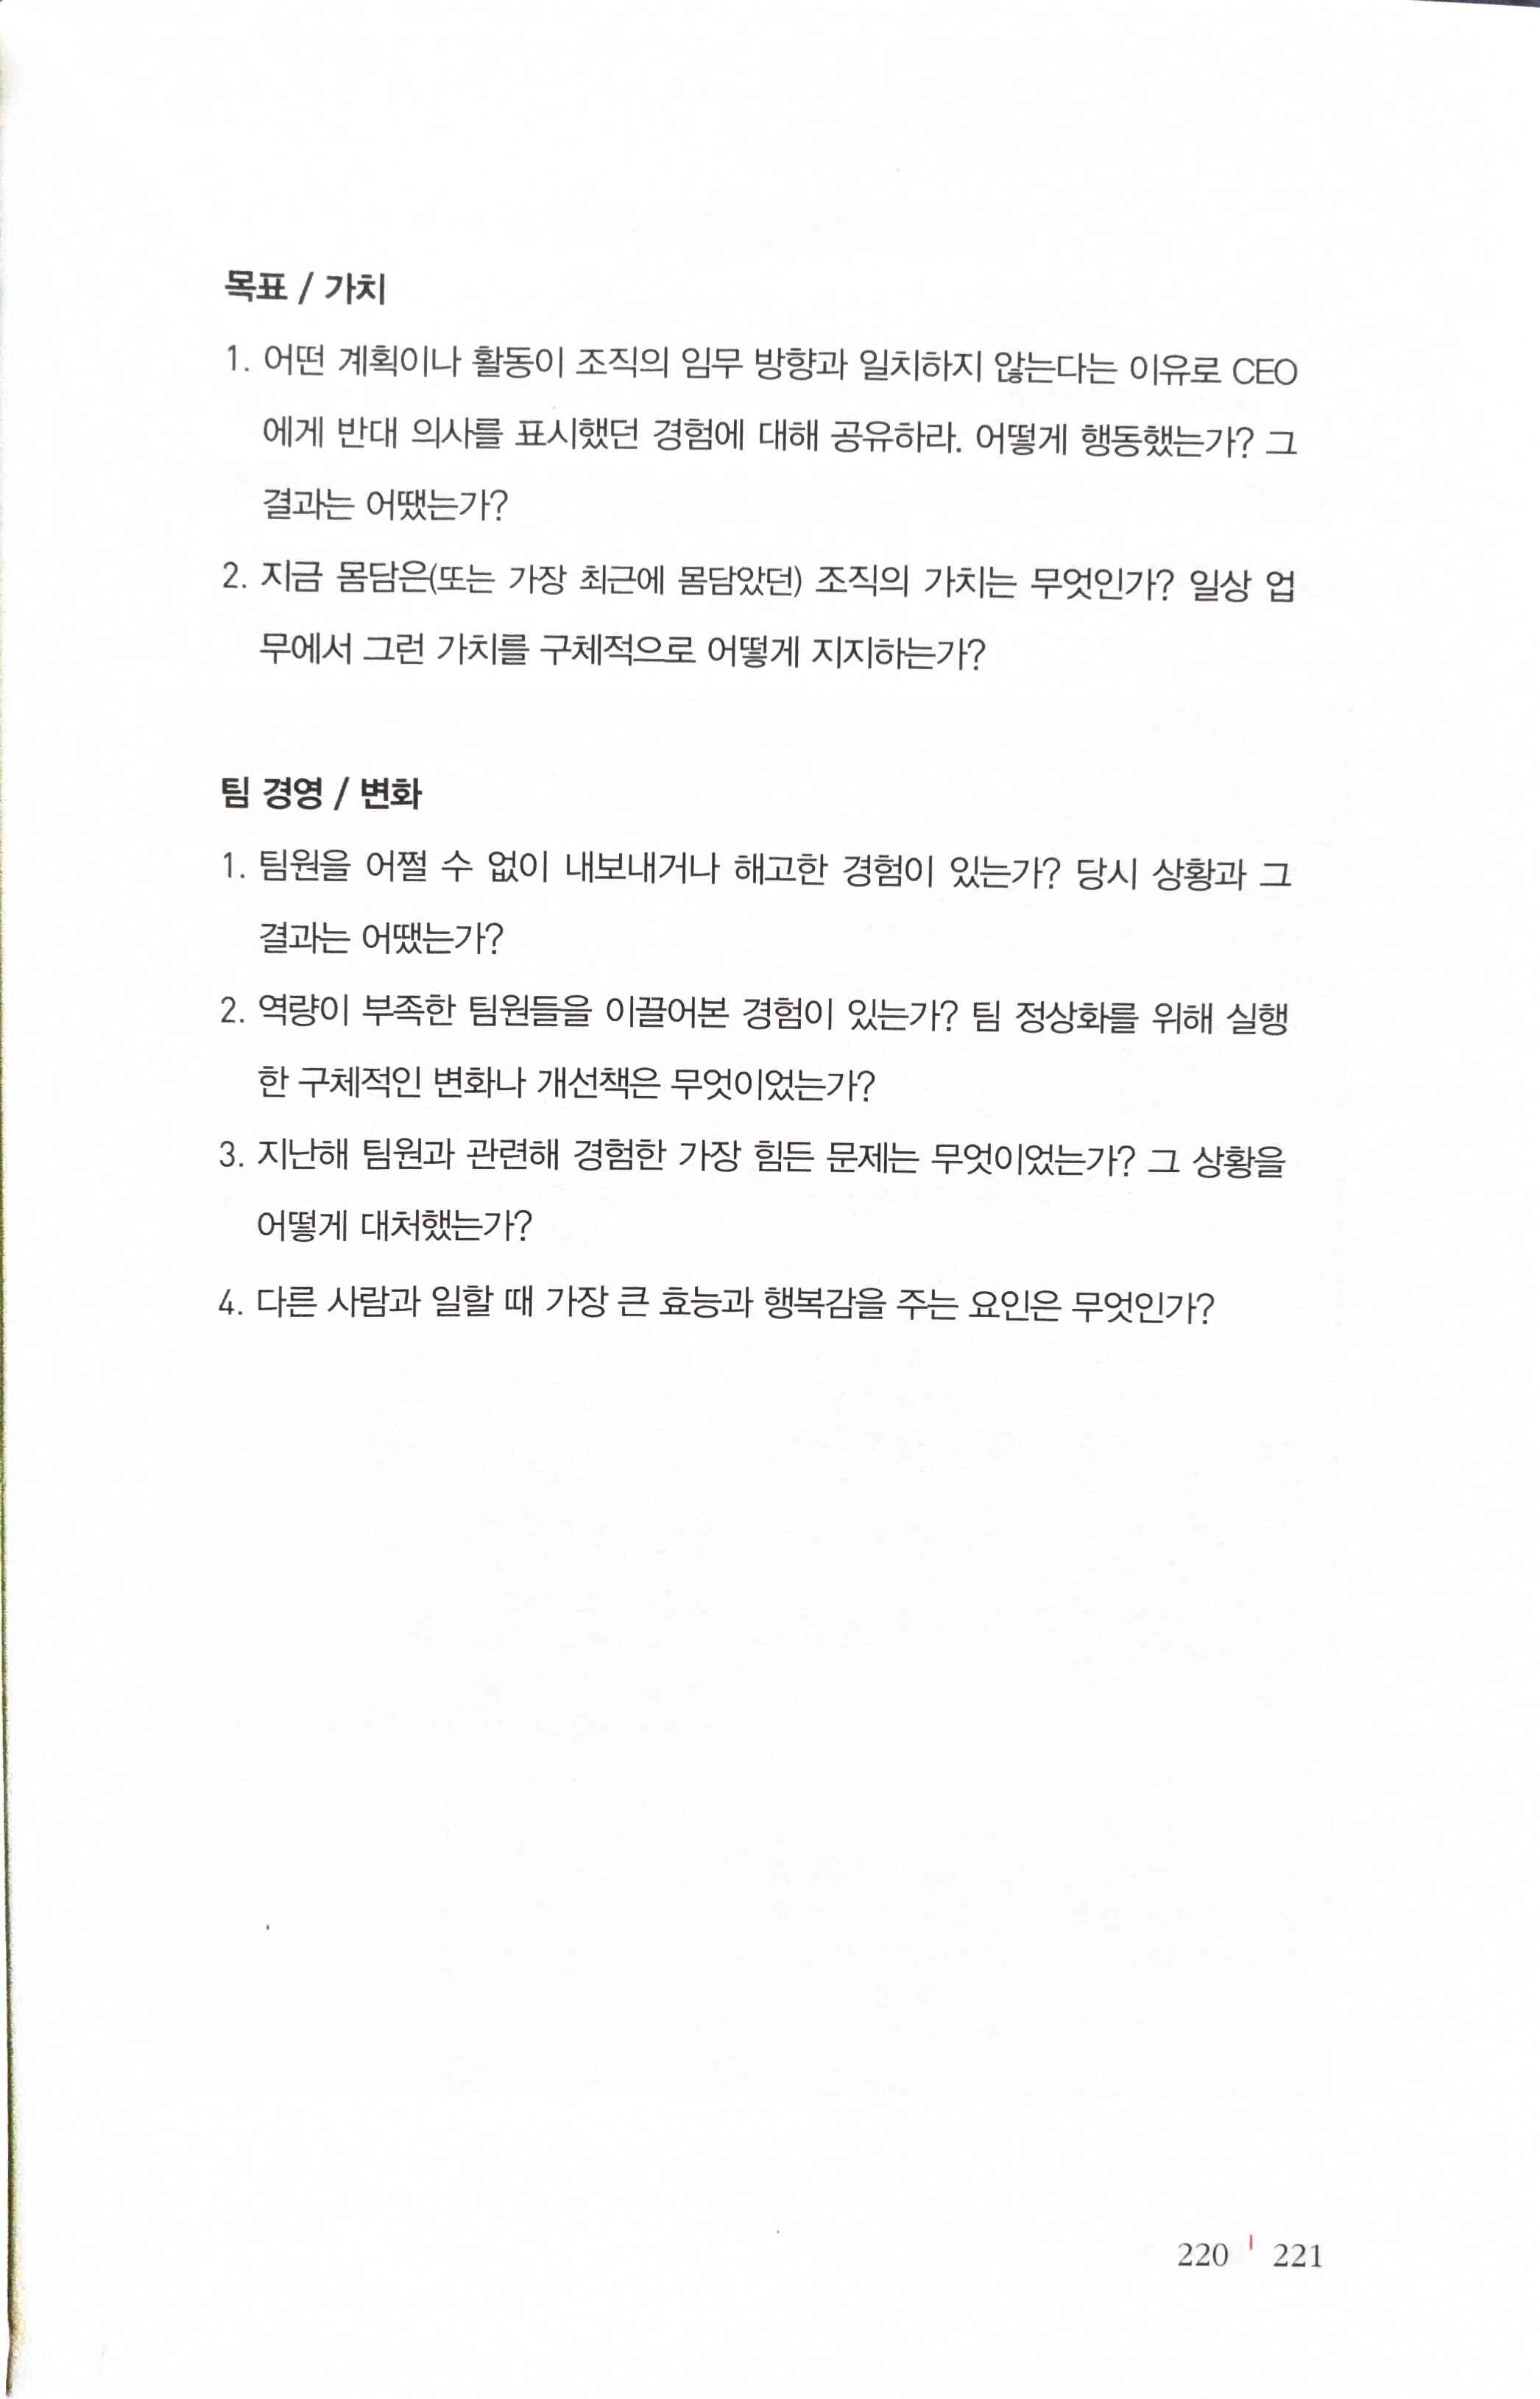 목표 / 가치
1. 어떤 계획이나 활동이 조직의 임무 방향과 일치하지 않는다는 이유로 CEO
에게 반대 의사를 표시했던 경험에 대해 공유하라. 어떻게 행동했는가? 그
결과는 어땠는가?
2. 지금 몸담은(또는 가장 최근에 몸담았던) 조직의 가치는 무엇인가? 일상 업
무에서 그런 가치를 구체적으로 어떻게 지지하는가?
팀 경영 / 변화
1. 팀원을 어쩔 수 없이 내보내거나 해고한 경험이 있는가? 당시 상황과 그
결과는 어땠는가?
2. 역량이 부족한 팀원들을 이끌어본 경험이 있는가? 팀 정상화를 위해 실행
한 구체적인 변화나 개선책은 무엇이었는가?
3. 지난해 팀원과 관련해 경험한 가장 힘든 문제는 무엇이었는가? 그 상황을
어떻게 대처했는가?
4. 다른 사람과 일할 때 가장 큰 효능과 행복감을 주는 요인은 무엇인가?
220 | 221